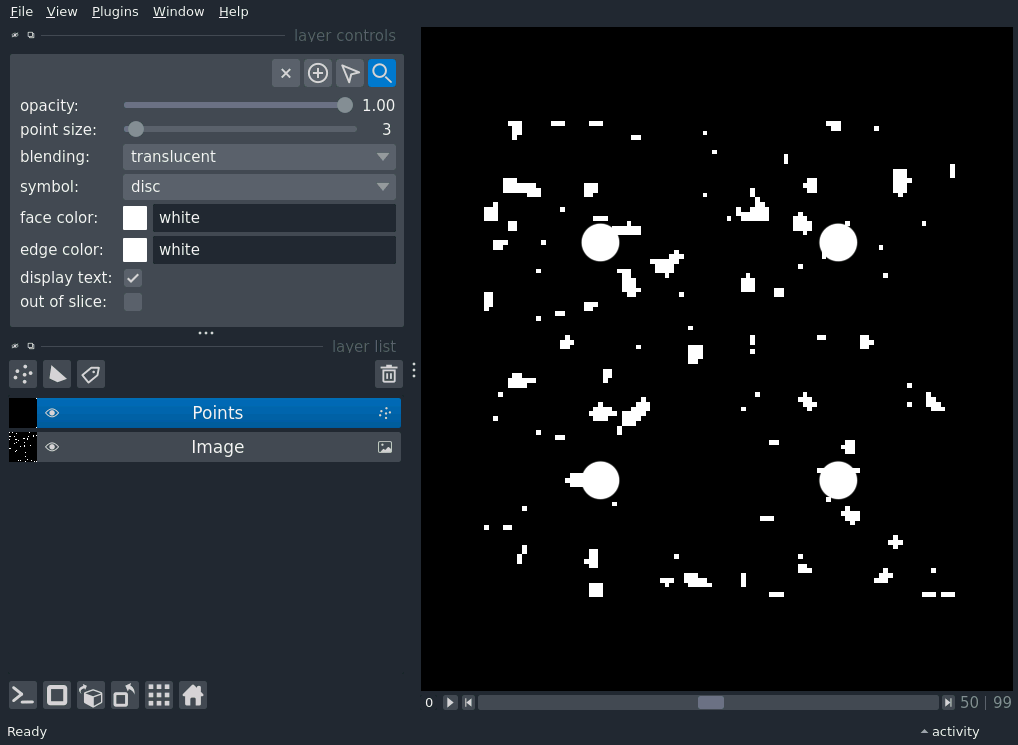 File View Plugins Window Help
layer controls
opacity: 1.00
point size: 3
blending: translucent
symbol: disc
face color: white
edge color: white
display text:
out of slice:
layer list
Points
Image
0 50 | 99
Ready activity